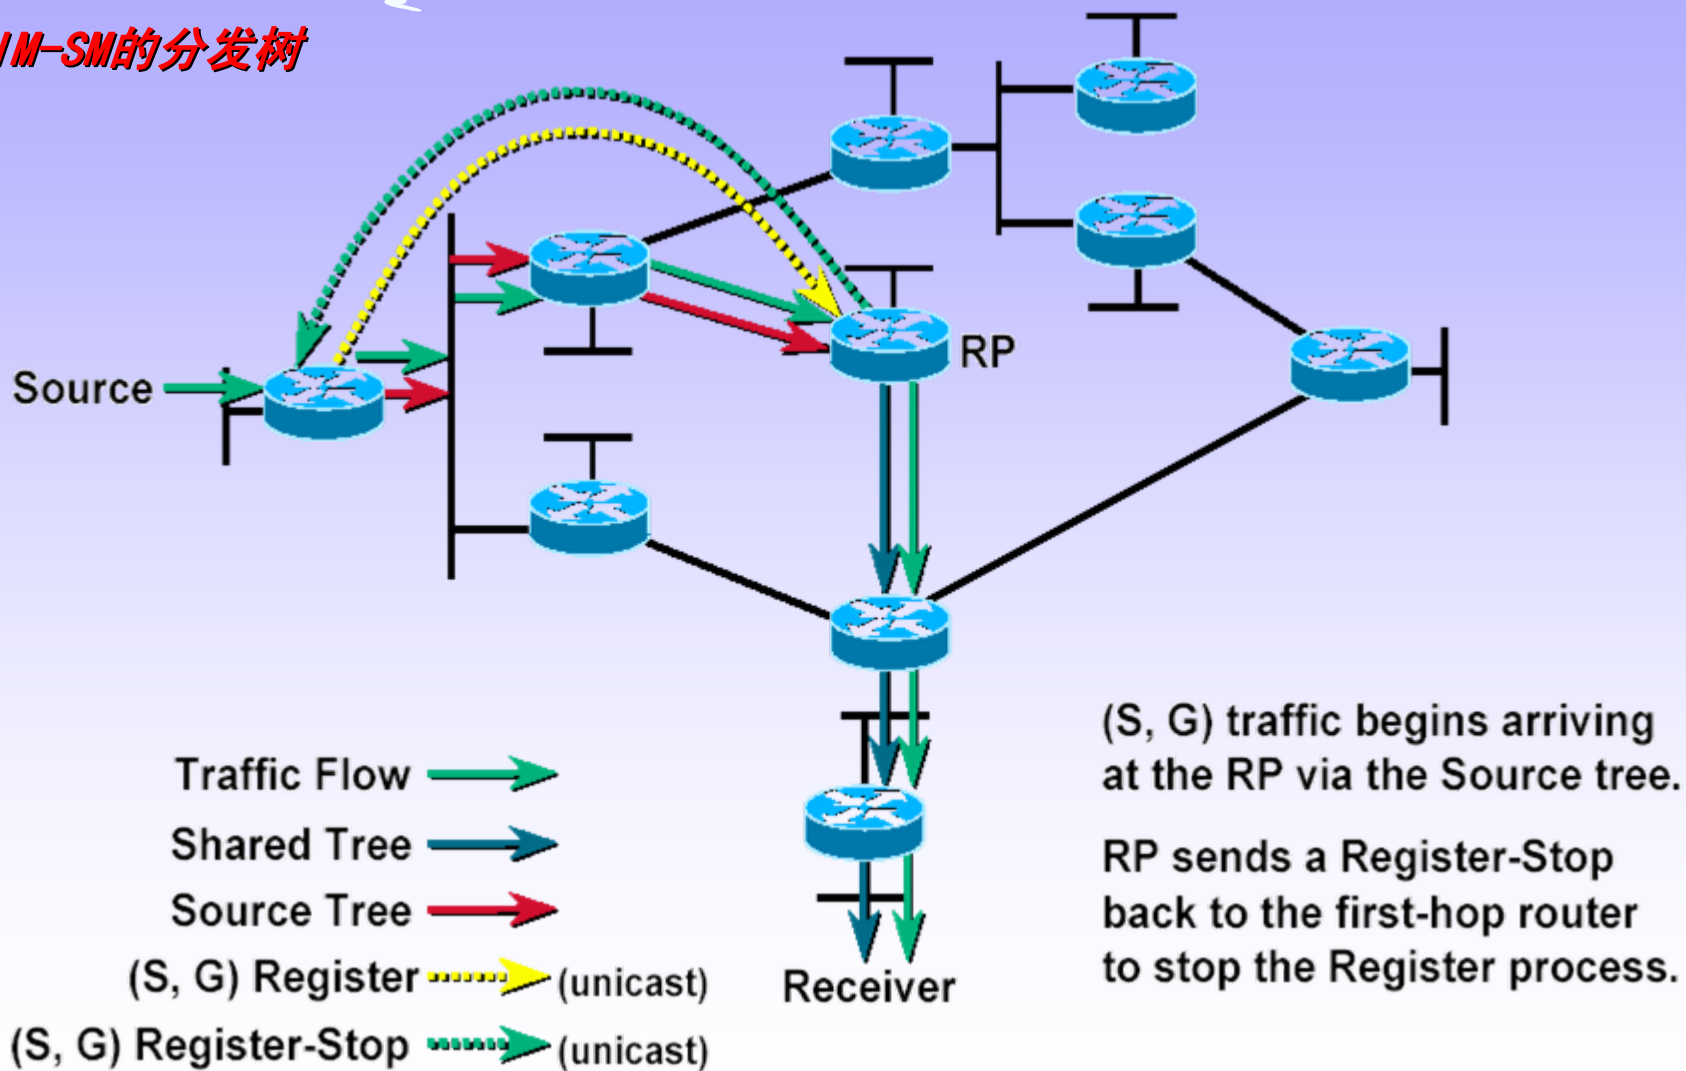 IM-SM的分发树
Source
RP
Traffic Flow
Shared Tree
Source Tree
(S, G) Register (unicast)
(S, G) Register-Stop (unicast)
Receiver
(S, G) traffic begins arriving
at the RP via the Source tree.
RP sends a Register-Stop
back to the first-hop router
to stop the Register process.